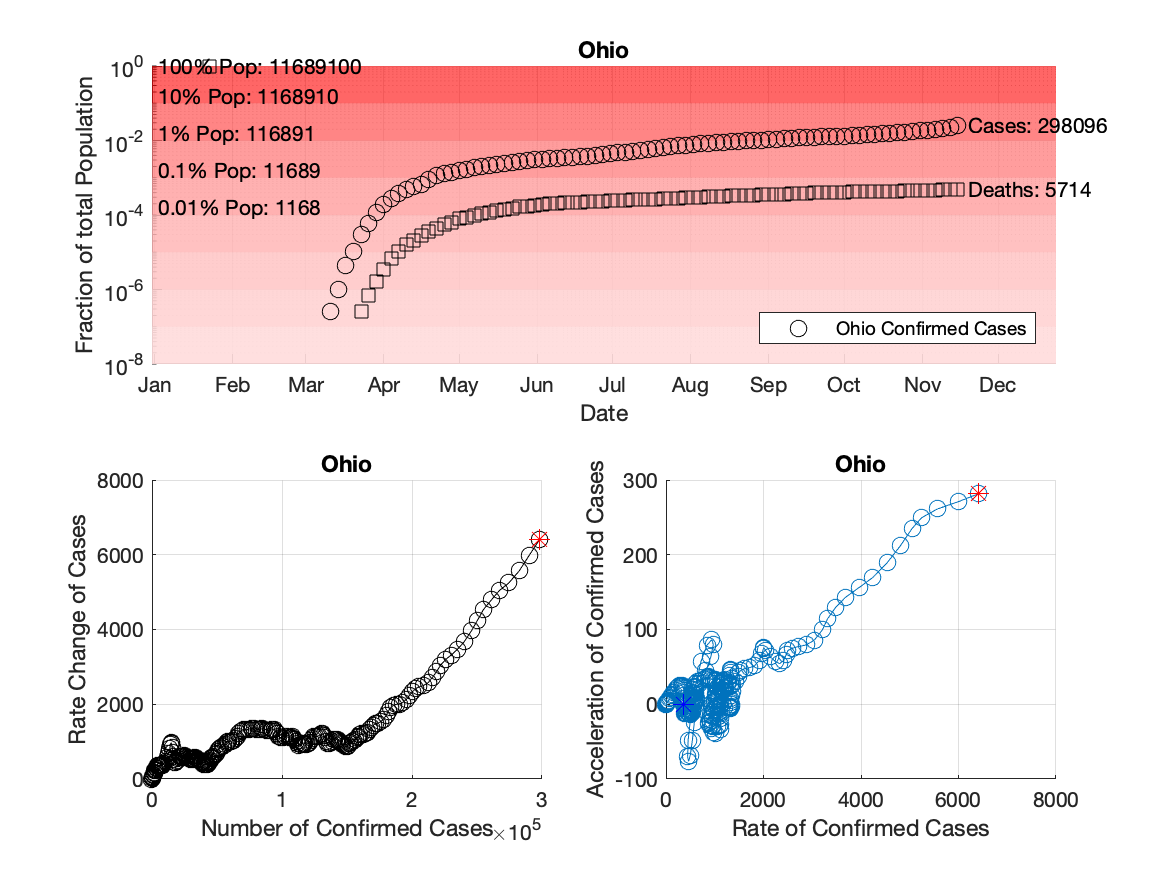 Ohio
10^0
10^-2
10^-4
10^-6
10^-8
Fraction of total Population
100% Pop: 11689100
10% Pop: 1168910
1% Pop: 116891
0.1% Pop: 11689
0.01% Pop: 1168
Cases: 298096
Deaths: 5714
Ohio Confirmed Cases
Jan Feb Mar Apr May Jun Jul Aug Sep Oct Nov Dec
Date
Ohio
8000
6000
4000
2000
0
Rate Change of Cases
0 1 2 3
Number of Confirmed Cases ×10^5
Ohio
300
200
100
0
-100
Acceleration of Confirmed Cases
0 2000 4000 6000 8000
Rate of Confirmed Cases